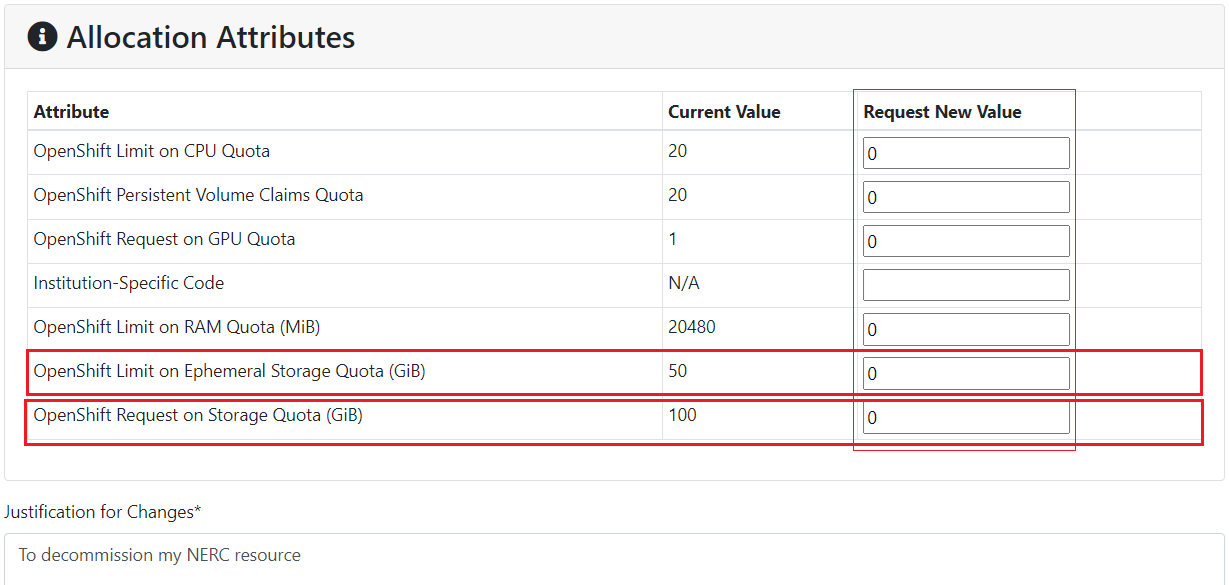 Allocation Attributes
Attribute Current Value Request New Value
OpenShift Limit on CPU Quota 20 0
OpenShift Persistent Volume Claims Quota 20 0
OpenShift Request on GPU Quota 1 0
Institution-Specific Code N/A
OpenShift Limit on RAM Quota (MiB) 20480 0
OpenShift Limit on Ephemeral Storage Quota (GiB) 50 0
OpenShift Request on Storage Quota (GiB) 100 0
Justification for Changes*
To decommission my NERC resource